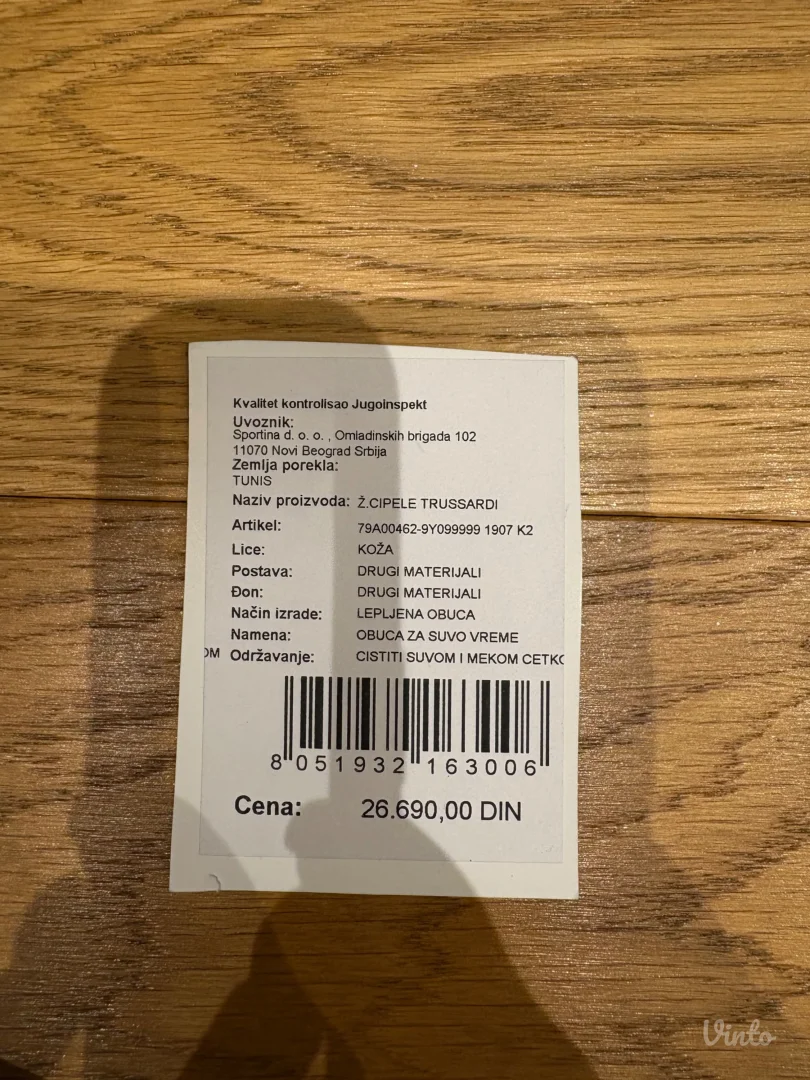 Kvalitet kontrolisao Jugoinspekt
Uvoznik:
Sportina d. o. o. , Omladinskih brigada 102
11070 Novi Beograd Srbija
Zemlja porekla:
TUNIS
Naziv proizvoda: Ž.CIPELE TRUSSARDI
Artikel: 79A00462-9Y099999 1907 K2
Lice: KOŽA
Postava: DRUGI MATERIJALI
Đon: DRUGI MATERIJALI
Način izrade: LEPLJENA OBUCA
Namena: OBUCA ZA SUVO VREME
OM Održavanje: CISTITI SUVOM I MEKOM CETKO
8 051932 163006
Cena: 26.690,00 DIN
Vinto